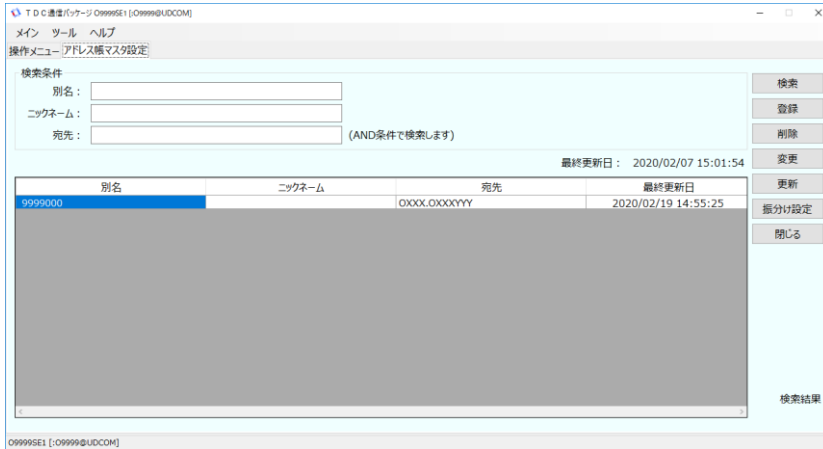 TDC通信パッケージ O9999SE1 [:O9999@UDCOM]
メイン ツール ヘルプ
操作メニュー アドレス帳マスタ設定
検索条件
別名：
ニックネーム：
宛先： (AND条件で検索します)
最終更新日： 2020/02/07 15:01:54
別名 ニックネーム 宛先 最終更新日
9999000 OXXX.OXXXYYY 2020/02/19 14:55:25
検索
登録
削除
変更
更新
振分け設定
閉じる
検索結果
O9999SE1 [:O9999@UDCOM]